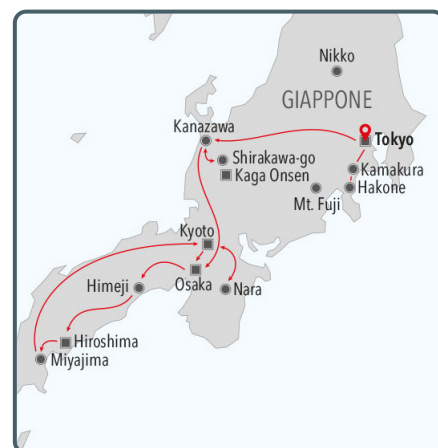 Nikko
GIAPPONE
Kanazawa
Tokyo
Shirakawa-go
Kamakura
Kaga Onsen
Hakone
Mt. Fuji
Kyoto
Himeji
Osaka
Nara
Hiroshima
Miyajima